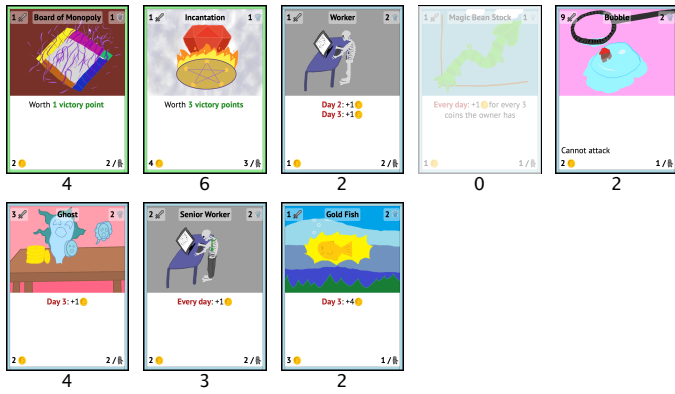 1 Board of Monopoly 1
Worth 1 victory point
2 2/
4
1 Incantation 1
Worth 3 victory points
4 3/
6
1 Worker 2
Day 2: +1
Day 3: +1
1 2/
2
1 Magic Bean Stock 1
Every day: +1 for every 3
coins the owner has
1 1/
0
9 Bubble 2
Cannot attack
2 1/
2
3 Ghost 2
Day 3: +1
2 2/
4
2 Senior Worker 2
Every day: +1
2 2/
3
1 Gold Fish 2
Day 3: +4
3 1/
2